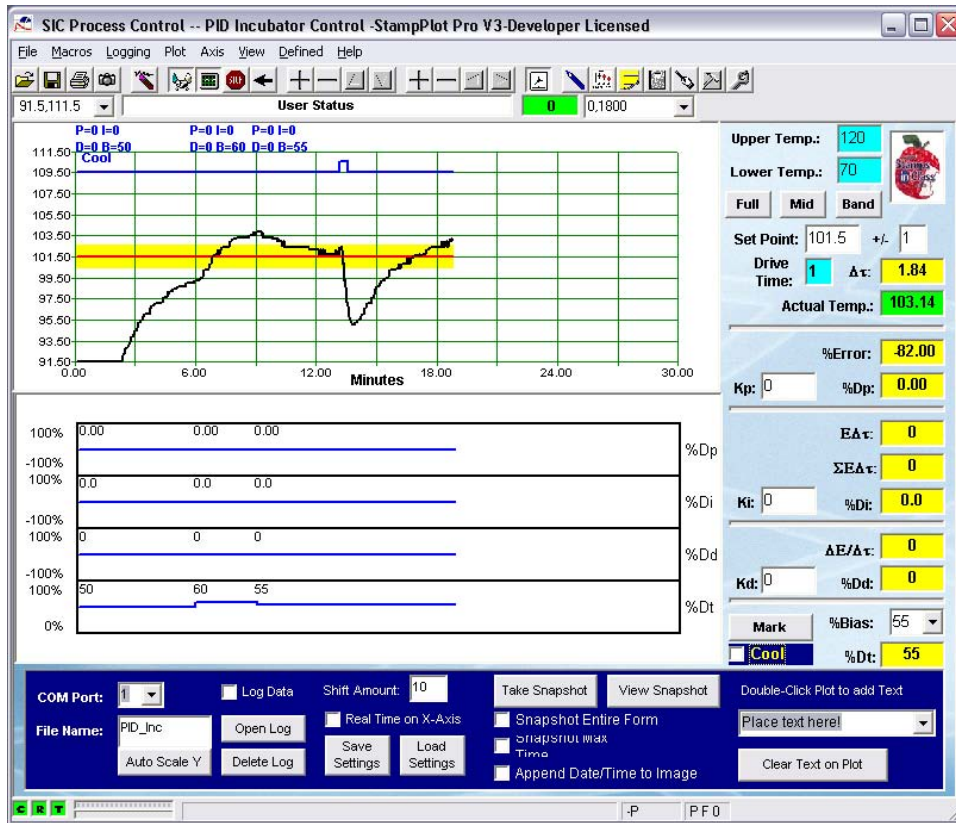 SIC Process Control -- PID Incubator Control -StampPlot Pro V3-Developer Licensed
File Macros Logging Plot Axis View Defined Help
91.5,111.5 User Status 0 0,1800
P=0 I=0 P=0 I=0 P=0 I=0
D=0 B=50 D=0 B=60 D=0 B=55
Cool
111.50
109.50
107.50
105.50
103.50
101.50
99.50
97.50
95.50
93.50
91.50
0.00 6.00 12.00 18.00 24.00 30.00
Minutes
100% 0.00 0.00 0.00
-100% %Dp
100% 0.0 0.0 0.0
-100% %Di
100% 0 0 0
-100% %Dd
100% 50 60 55
0% %Dt
Upper Temp.: 120
Lower Temp.: 70
Stamps in Class
Full Mid Band
Set Point: 101.5 +/- 1
Drive Time: 1 Δτ: 1.84
Actual Temp.: 103.14
%Error: -82.00
Kp: 0 %Dp: 0.00
EΔτ: 0
ΣEΔτ: 0
Ki: 0 %Di: 0.0
ΔE/Δτ: 0
Kd: 0 %Dd: 0
Mark %Bias: 55
Cool %Dt: 55
COM Port: 1 Log Data Shift Amount: 10 Take Snapshot View Snapshot Double-Click Plot to add Text
File Name: PID_Inc Open Log Real Time on X-Axis Snapshot Entire Form Place text here!
Auto Scale Y Delete Log Save Settings Load Settings Snapshot Max Time Clear Text on Plot
Append Date/Time to Image
C R T -P P F 0